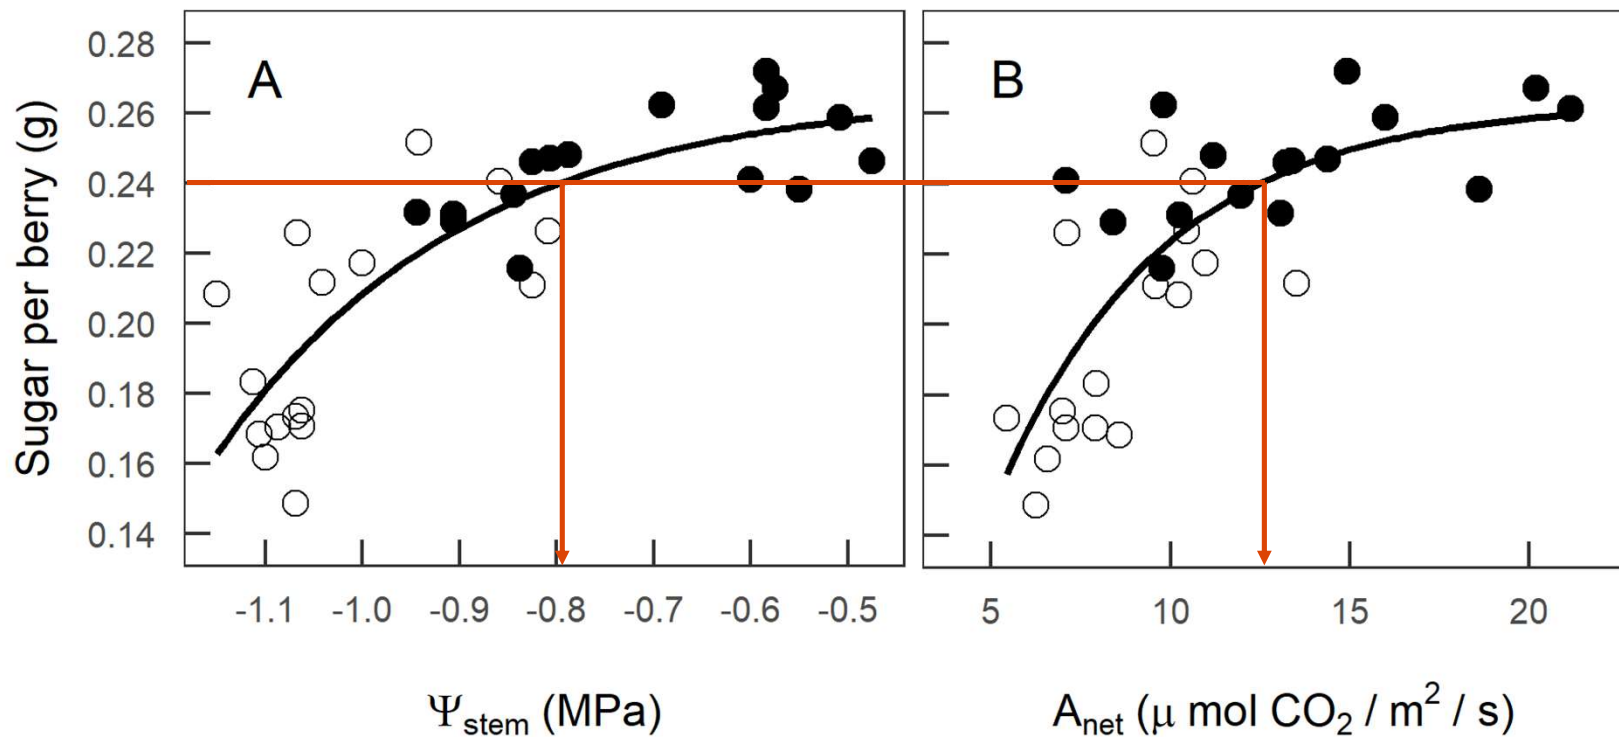 A
B
Sugar per berry (g)
0.28
0.26
0.24
0.22
0.20
0.18
0.16
0.14
-1.1 -1.0 -0.9 -0.8 -0.7 -0.6 -0.5
5 10 15 20
Ψstem (MPa)
Anet (μ mol CO2 / m2 / s)